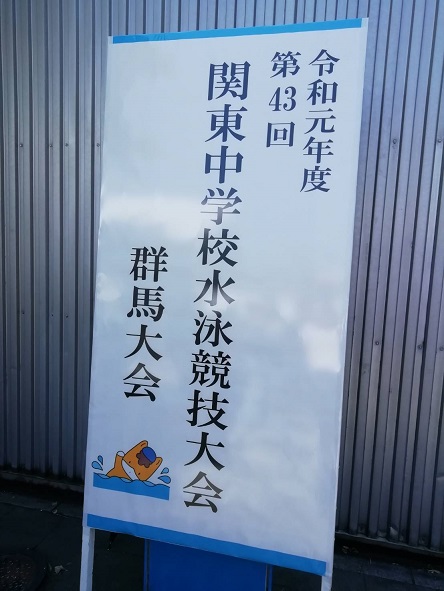 令和元年度
第43回
関東中学校水泳競技大会
群馬大会